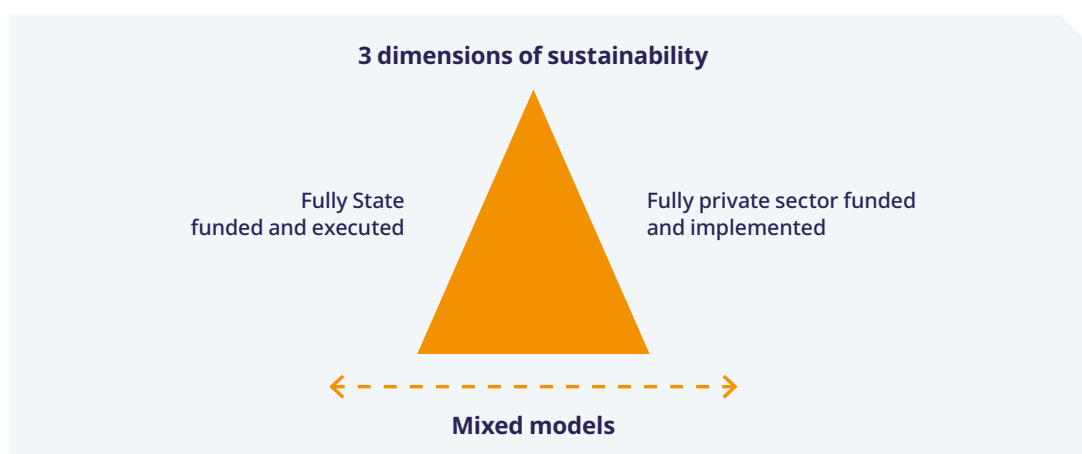 3 dimensions of sustainability
Fully State
funded and executed
Fully private sector funded
and implemented
Mixed models